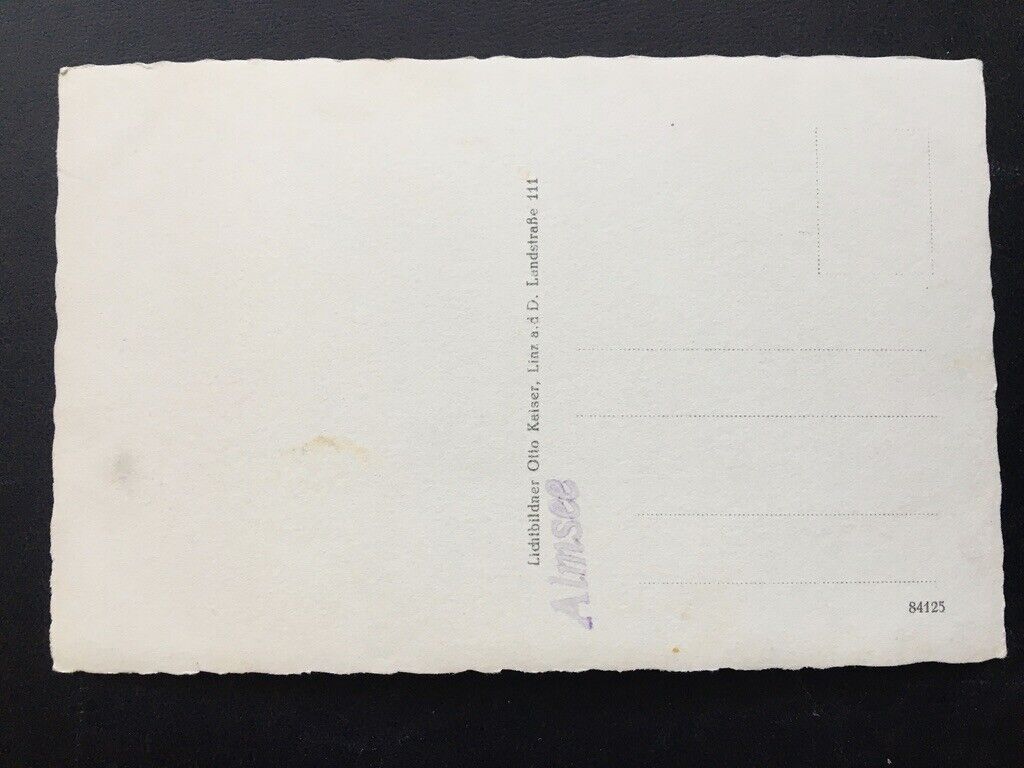 Lichtbildner Otto Kaiser, Linz a.d D. Landstraße 111
Almsee
84125